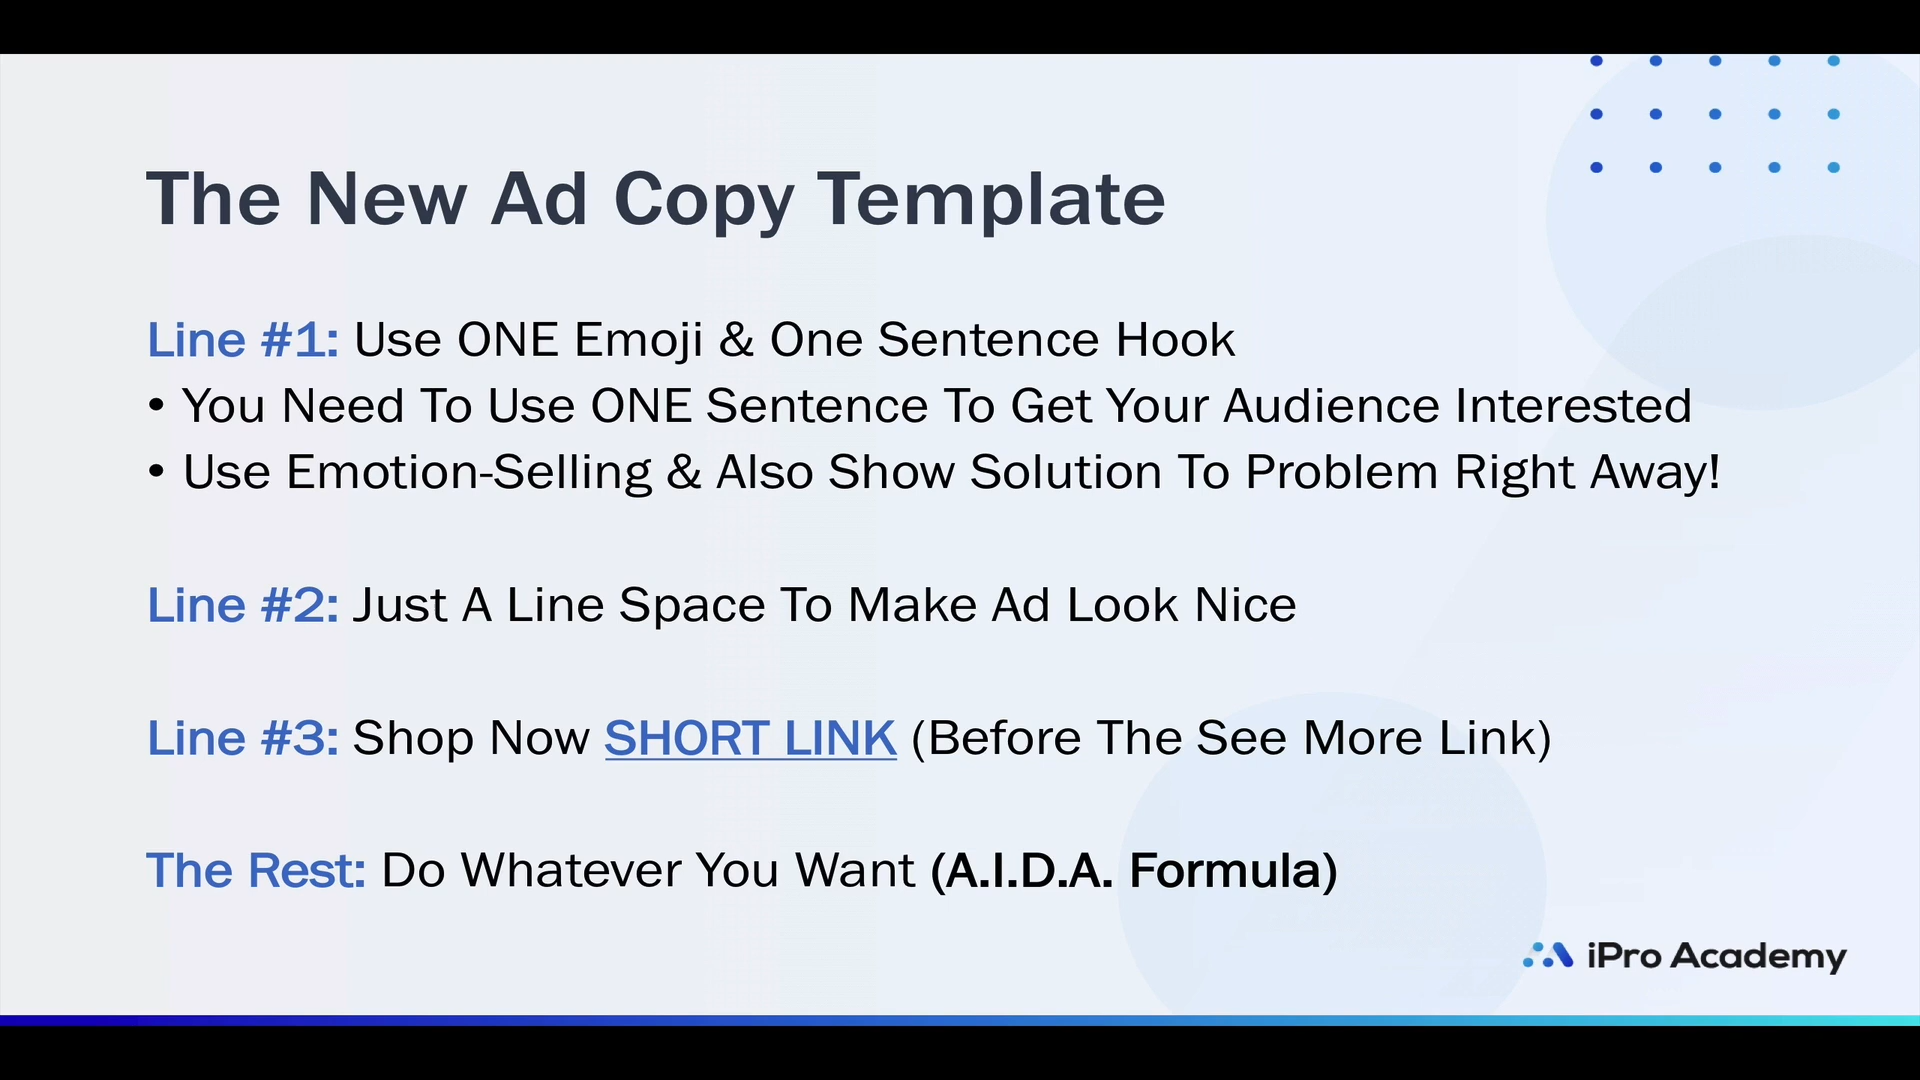 The New Ad Copy Template
Line #1: Use ONE Emoji & One Sentence Hook
• You Need To Use ONE Sentence To Get Your Audience Interested
• Use Emotion-Selling & Also Show Solution To Problem Right Away!
Line #2: Just A Line Space To Make Ad Look Nice
Line #3: Shop Now SHORT LINK (Before The See More Link)
The Rest: Do Whatever You Want (A.I.D.A. Formula)
iPro Academy